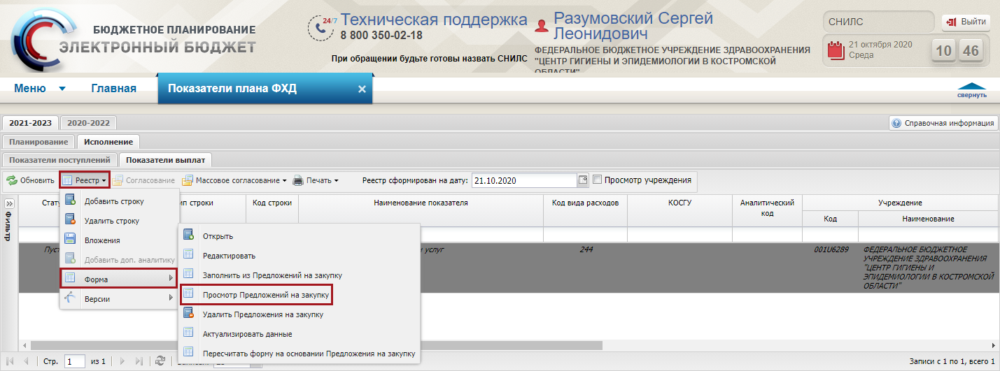 БЮДЖЕТНОЕ ПЛАНИРОВАНИЕ
ЭЛЕКТРОННЫЙ БЮДЖЕТ
24/7
Техническая поддержка
8 800 350-02-18
При обращении будьте готовы назвать СНИЛС
Разумовский Сергей
Леонидович
ФЕДЕРАЛЬНОЕ БЮДЖЕТНОЕ УЧРЕЖДЕНИЕ ЗДРАВООХРАНЕНИЯ
"ЦЕНТР ГИГИЕНЫ И ЭПИДЕМИОЛОГИИ В КОСТРОМСКОЙ
ОБЛАСТИ"
СНИЛС
Выйти
21 октября 2020
Среда
10 46
Меню
Главная
Показатели плана ФХД
свернуть
2021-2023
2020-2022
Справочная информация
Планирование
Исполнение
Показатели поступлений
Показатели выплат
Обновить
Реестр
Согласование
Массовое согласование
Печать
Реестр сформирован на дату:
21.10.2020
Просмотр учреждения
Фильтр
Стату
ип строки
Код строки
Наименование показателя
Код вида расходов
КОСГУ
Аналитический
код
Учреждение
Код
Наименование
Пуст
и услуг
244
001U6289
ФЕДЕРАЛЬНОЕ БЮДЖЕТНОЕ
УЧРЕЖДЕНИЕ ЗДРАВООХРАНЕНИЯ
"ЦЕНТР ГИГИЕНЫ И
ЭПИДЕМИОЛОГИИ В КОСТРОМСКОЙ
ОБЛАСТИ"
Добавить строку
Удалить строку
Вложения
Добавить доп. аналитику
Форма
Версии
Открыть
Редактировать
Заполнить из Предложений на закупку
Просмотр Предложений на закупку
Удалить Предложения на закупку
Актуализировать данные
Пересчитать форму на основании Предложения на закупку
Стр.
1
из 1
Записи с 1 по 1, всего 1